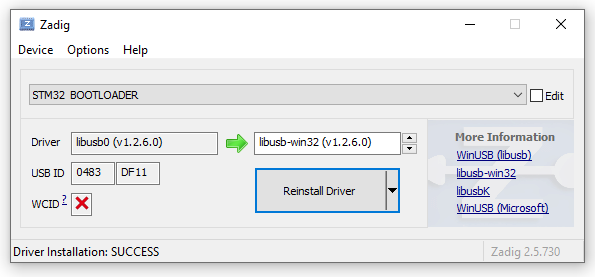 Zadig
Device Options Help
STM32 BOOTLOADER
Edit
Driver libusb0 (v1.2.6.0) libusb-win32 (v1.2.6.0)
USB ID 0483 DF11
WCID ?
Reinstall Driver
More Information
WinUSB (libusb)
libusb-win32
libusbK
WinUSB (Microsoft)
Driver Installation: SUCCESS
Zadig 2.5.730